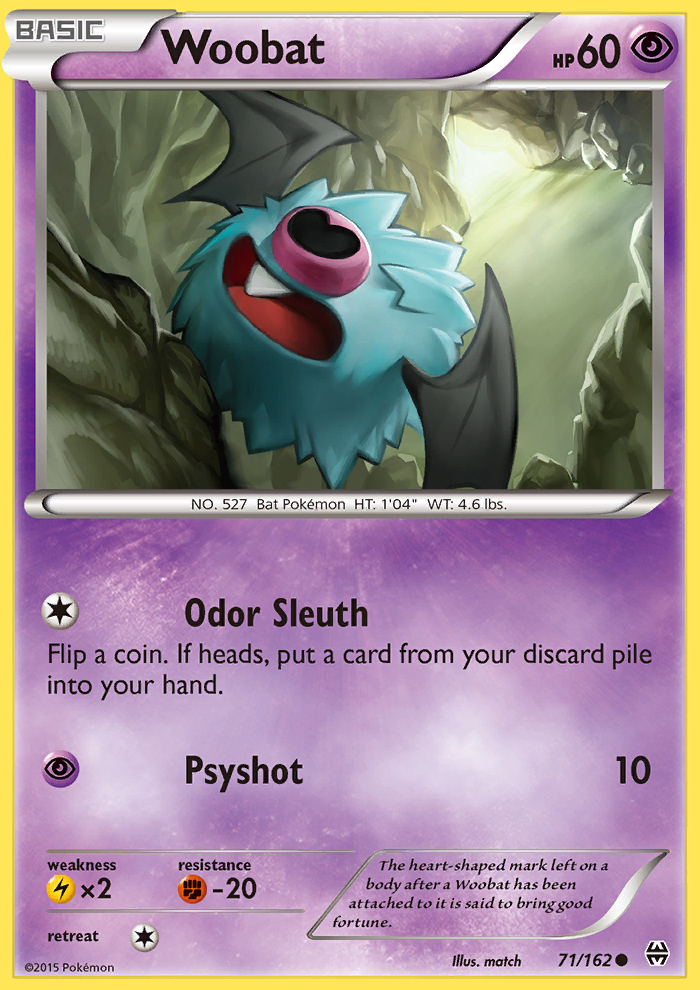 BASIC
Woobat
HP60
NO. 527 Bat Pokémon HT: 1'04" WT: 4.6 lbs.
Odor Sleuth
Flip a coin. If heads, put a card from your discard pile
into your hand.
Psyshot 10
weakness
×2
resistance
-20
retreat
The heart-shaped mark left on a
body after a Woobat has been
attached to it is said to bring good
fortune.
Illus. match 71/162
©2015 Pokémon